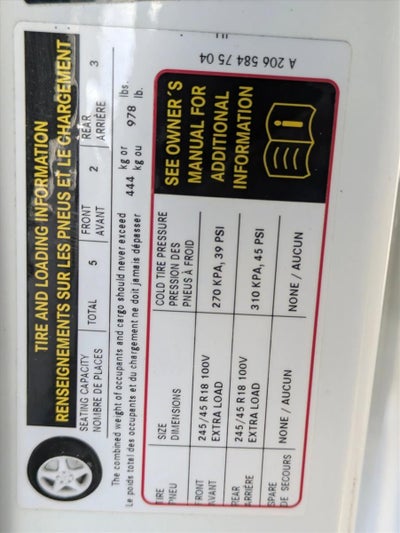 TIRE AND LOADING INFORMATION
RENSEIGNEMENTS SUR LES PNEUS ET LE CHARGEMENT
SEATING CAPACITY
NOMBRE DE PLACES
TOTAL 5
FRONT
AVANT
2
REAR
ARRIÈRE
3
The combined weight of occupants and cargo should never exceed 444 kg or 978 lbs.
Le poids total des occupants et du chargement ne doit jamais dépasser kg ou lb.
TIRE
PNEU
SIZE
DIMENSIONS
COLD TIRE PRESSURE
PRESSION DES
PNEUS À FROID
FRONT
AVANT
245/45 R18 100V
EXTRA LOAD
270 KPA, 39 PSI
REAR
ARRIÈRE
245/45 R18 100V
EXTRA LOAD
310 KPA, 45 PSI
SPARE
DE SECOURS
NONE / AUCUN
NONE / AUCUN
SEE OWNER'S
MANUAL FOR
ADDITIONAL
INFORMATION
A 206 584 75 04